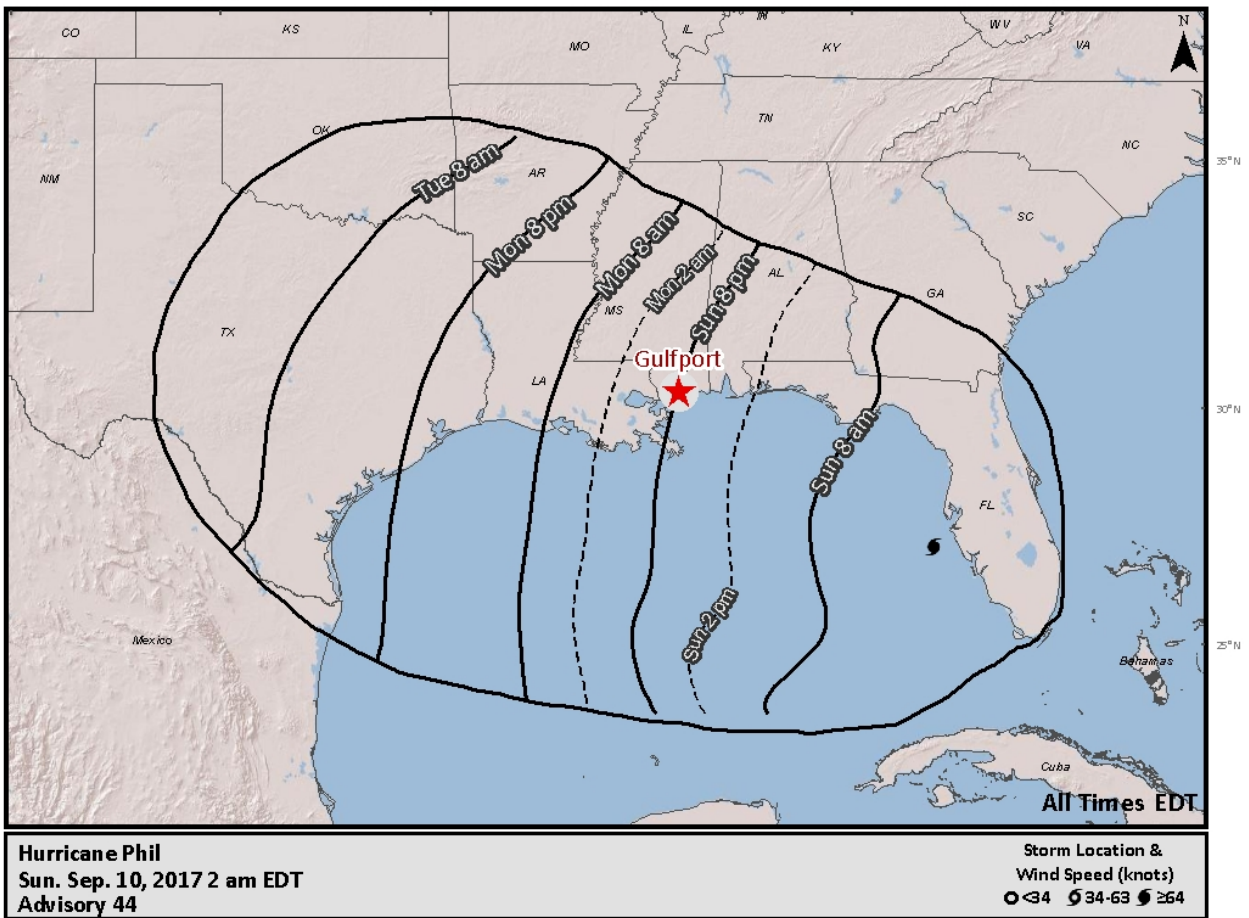 CO
KS
MO
IL
IN
KY
WV
VA
N
OK
AR
TN
NC
35°N
NM
Tue 8 am
Mon-8 pm
Mon-8 am
Mon-2 am
Sun-8-pm
AL
SC
GA
TX
MS
LA
Gulfport
30°N
Sun-8-am
FL
Sun-2 pm
Mexico
25°N
Bahamas
Cuba
All Times EDT
Hurricane Phil
Sun. Sep. 10, 2017 2 am EDT
Advisory 44
Storm Location &
Wind Speed (knots)
<34 34-63 ≥64